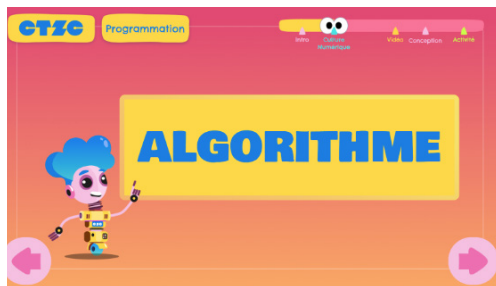 CTZC
Programmation
Intro
Culture
Numérique
Vidéo
Conception
Activité
ALGORITHME